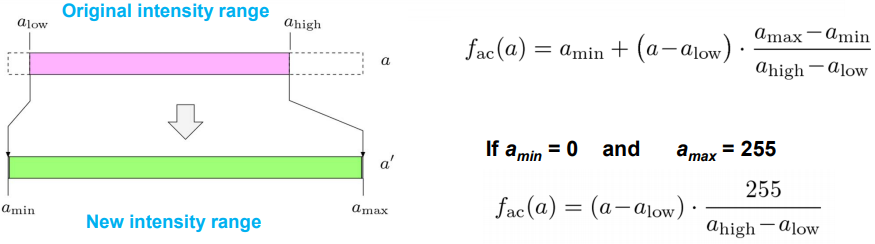 Original intensity range
a_low a_high
a
a′
a_min a_max
New intensity range
f_ac(a) = a_min + (a−a_low) · (a_max−a_min)/(a_high−a_low)
If a_min = 0 and a_max = 255
f_ac(a) = (a−a_low) · 255/(a_high−a_low)